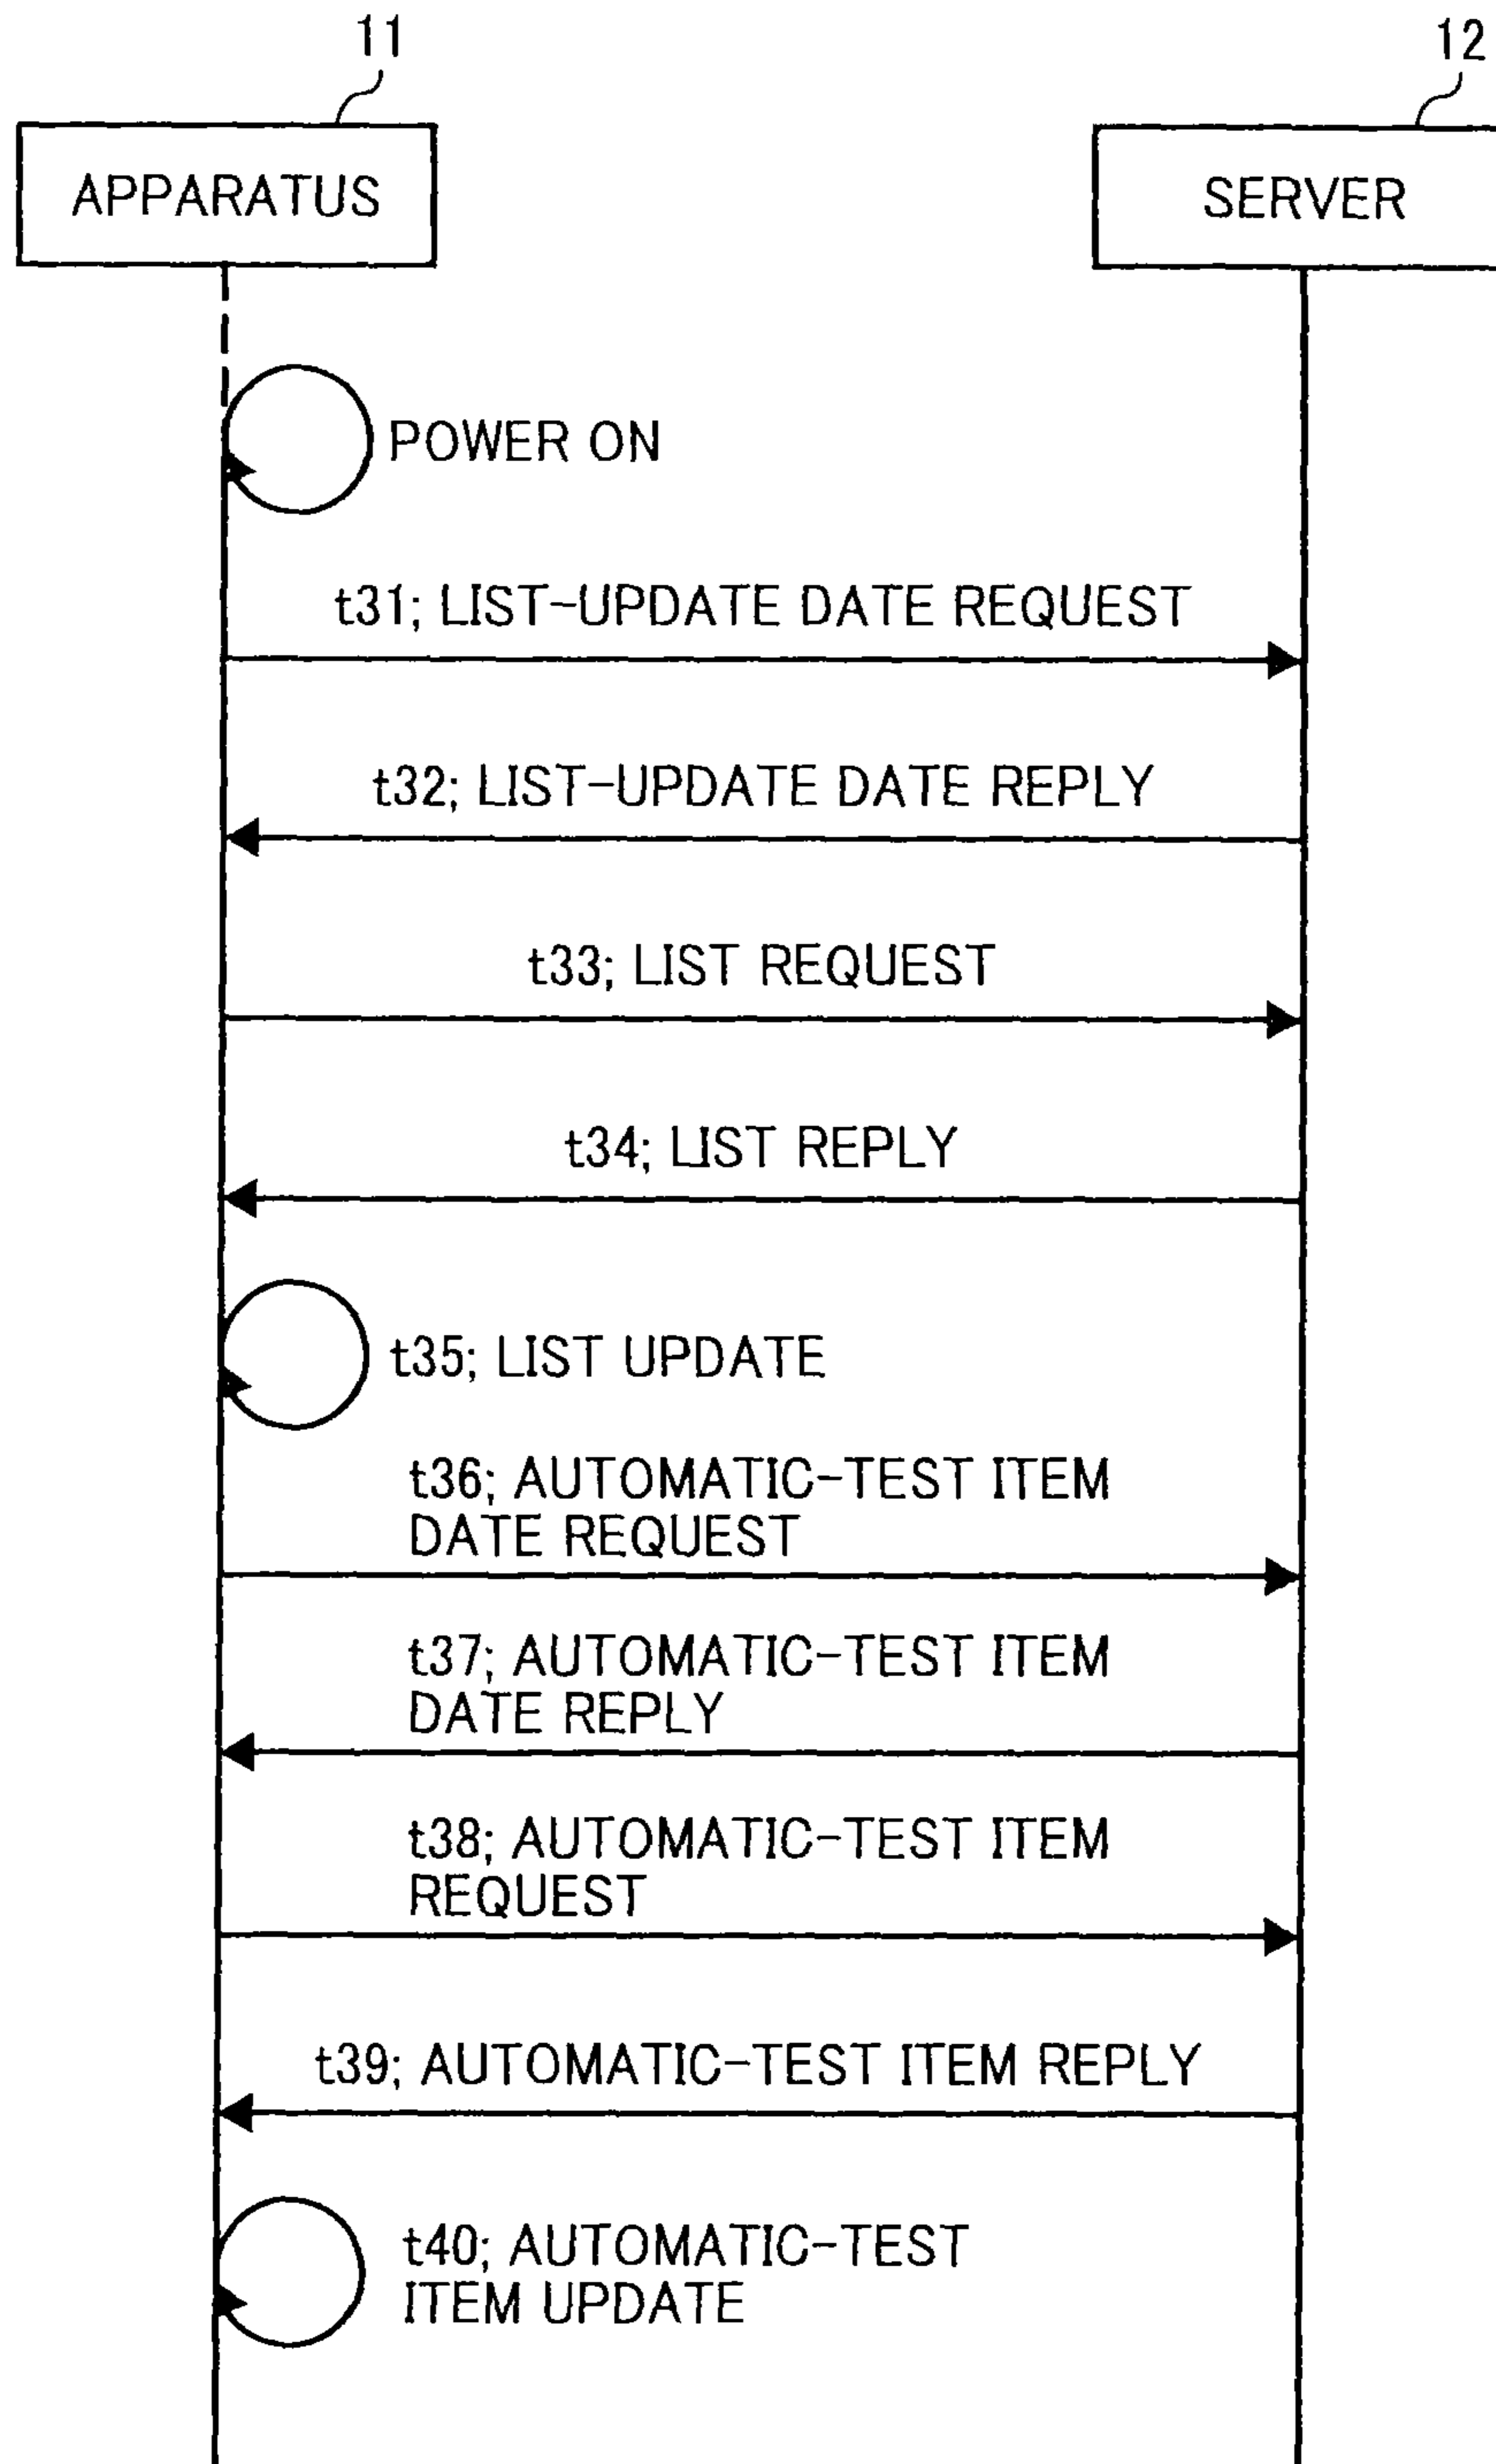 11
12
APPARATUS
SERVER
POWER ON
t31; LIST-UPDATE DATE REQUEST
t32; LIST-UPDATE DATE REPLY
t33; LIST REQUEST
t34; LIST REPLY
t35; LIST UPDATE
t36; AUTOMATIC-TEST ITEM
DATE REQUEST
t37; AUTOMATIC-TEST ITEM
DATE REPLY
t38; AUTOMATIC-TEST ITEM
REQUEST
t39; AUTOMATIC-TEST ITEM REPLY
t40; AUTOMATIC-TEST
ITEM UPDATE